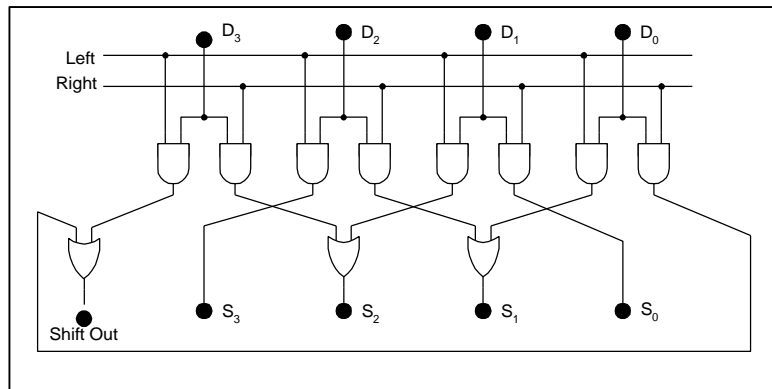 D₃
D₂
D₁
D₀
Left
Right
S₃
S₂
S₁
S₀
Shift Out